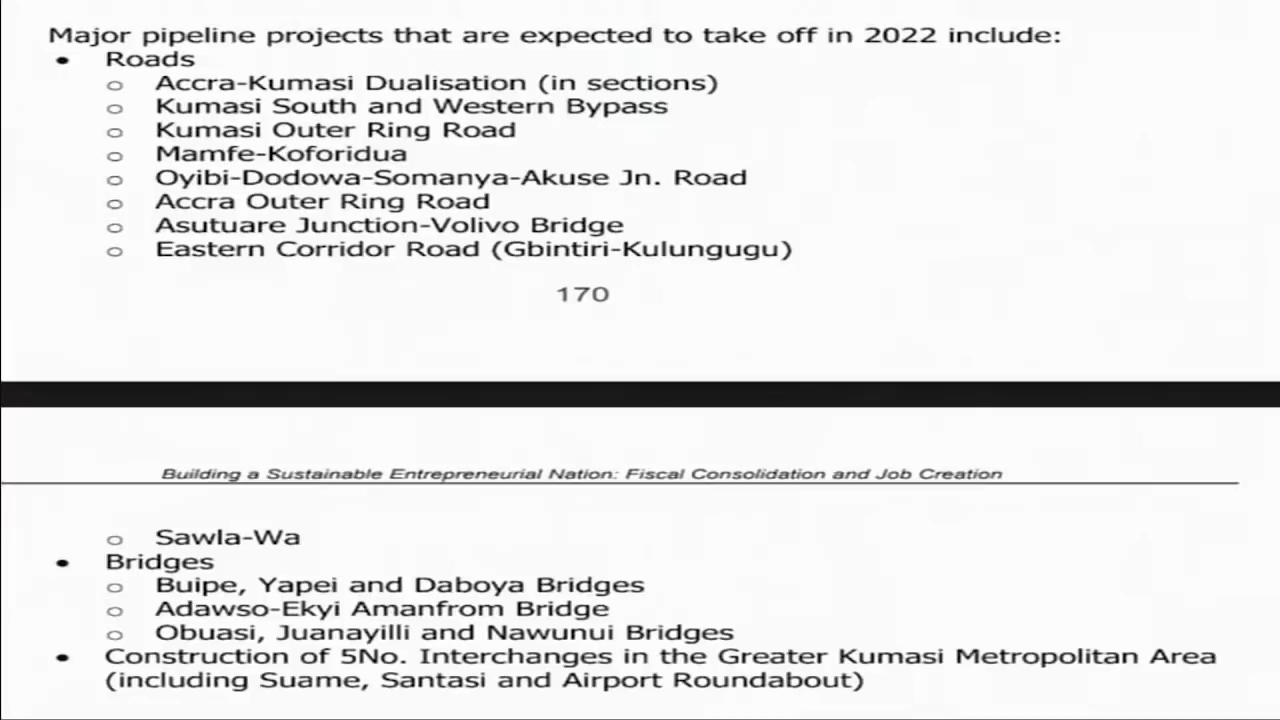 Major pipeline projects that are expected to take off in 2022 include:
• Roads
○ Accra-Kumasi Dualisation (in sections)
○ Kumasi South and Western Bypass
○ Kumasi Outer Ring Road
○ Mamfe-Koforidua
○ Oyibi-Dodowa-Somanya-Akuse Jn. Road
○ Accra Outer Ring Road
○ Asutuare Junction-Volivo Bridge
○ Eastern Corridor Road (Gbintiri-Kulungugu)
170
Building a Sustainable Entrepreneurial Nation: Fiscal Consolidation and Job Creation
○ Sawla-Wa
• Bridges
○ Buipe, Yapei and Daboya Bridges
○ Adawso-Ekyi Amanfrom Bridge
○ Obuasi, Juanayilli and Nawunui Bridges
• Construction of 5No. Interchanges in the Greater Kumasi Metropolitan Area
(including Suame, Santasi and Airport Roundabout)